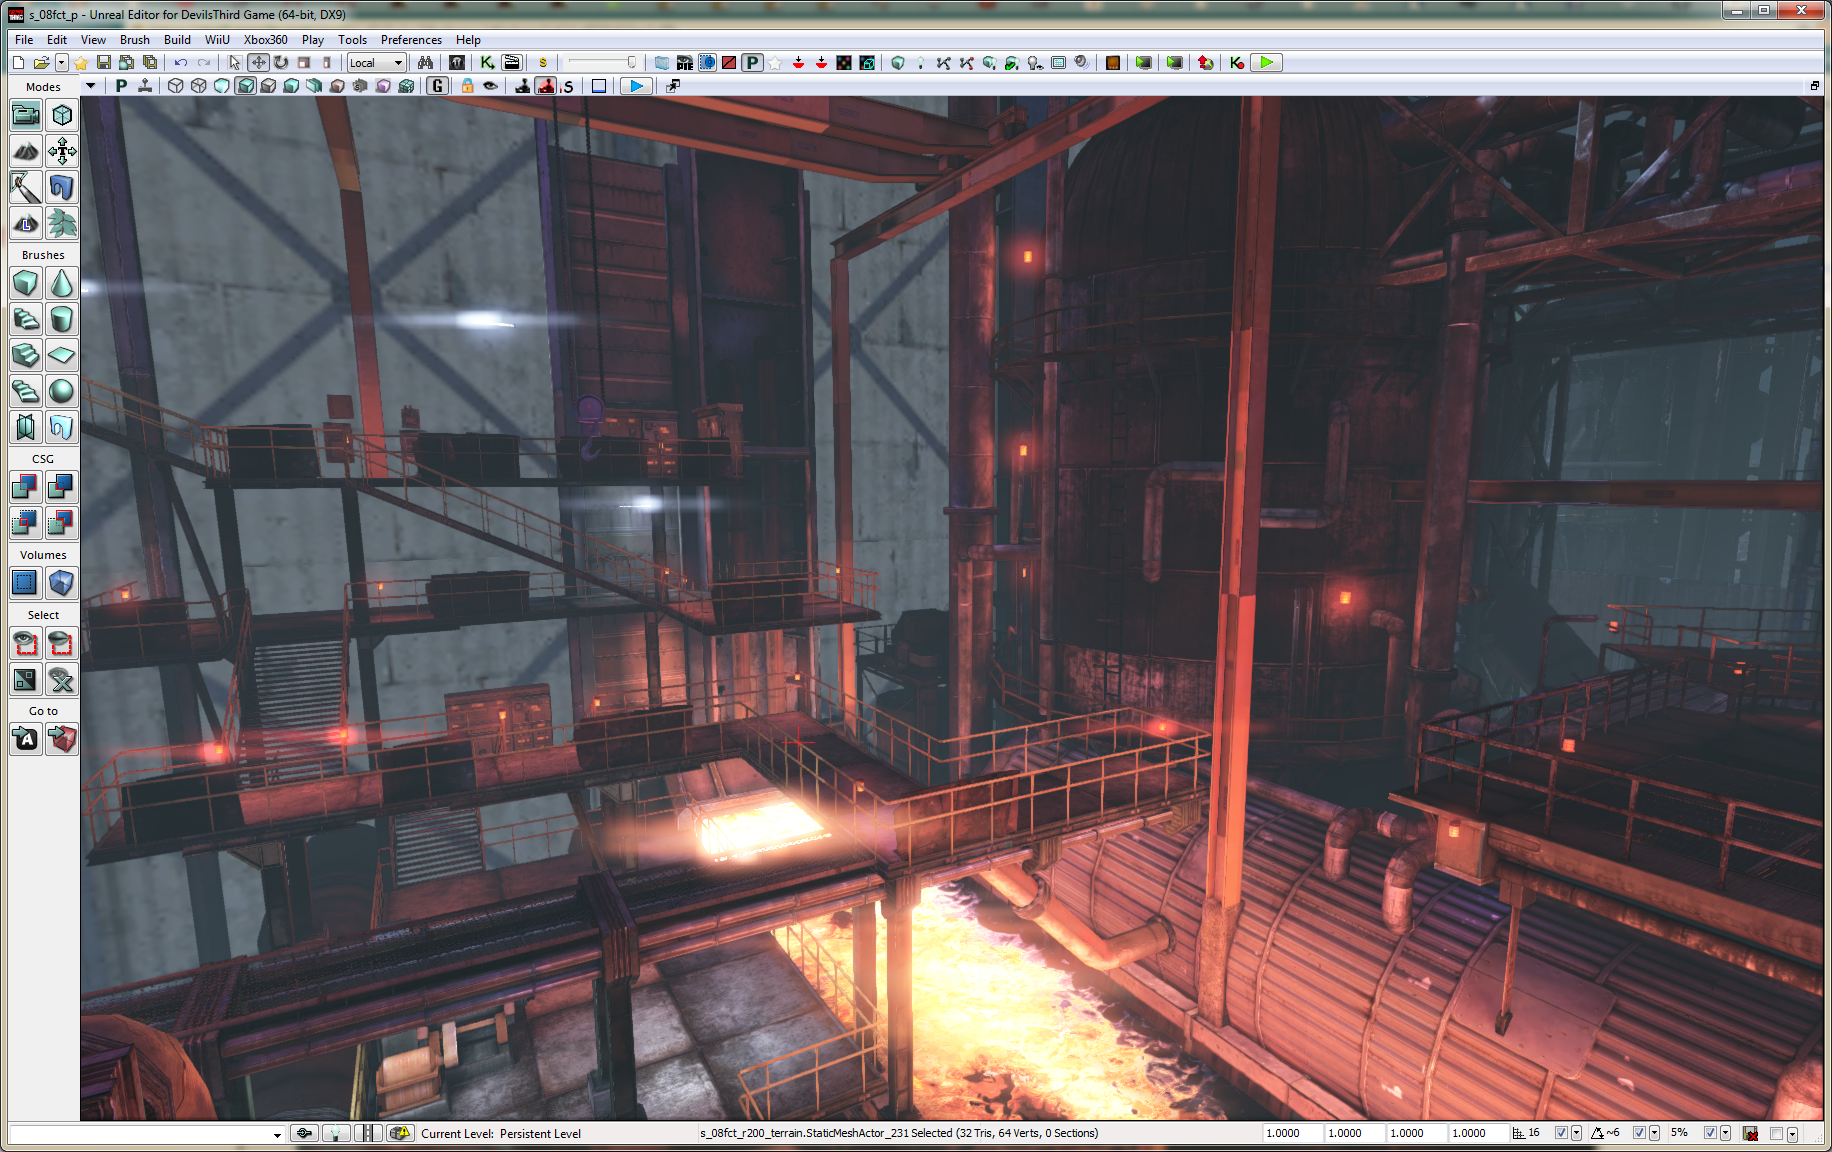 s_08fct_p - Unreal Editor for DevilsThird Game (64-bit, DX9)
File Edit View Brush Build WiiU Xbox360 Play Tools Preferences Help
Local
P
Modes
P
G
S
Brushes
CSG
Volumes
Select
Go to
Current Level: Persistent Level
s_08fct_r200_terrain.StaticMeshActor_231 Selected (32 Tris, 64 Verts, 0 Sections)
1.0000 1.0000 1.0000 1.0000 16 ~6 5%